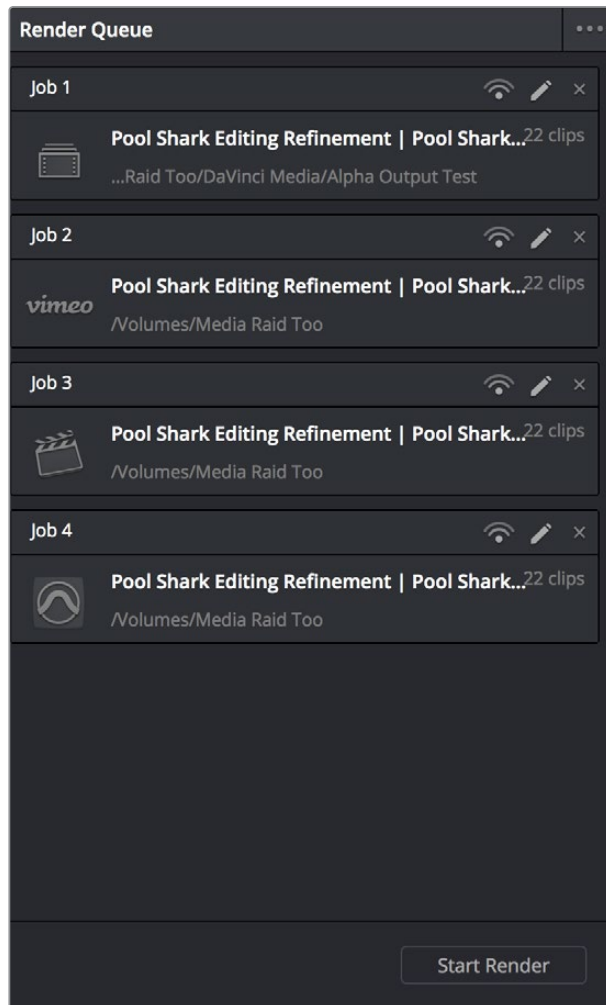 Render Queue
Job 1
Pool Shark Editing Refinement | Pool Shark... 22 clips
...Raid Too/DaVinci Media/Alpha Output Test
Job 2
vimeo
Pool Shark Editing Refinement | Pool Shark... 22 clips
/Volumes/Media Raid Too
Job 3
Pool Shark Editing Refinement | Pool Shark... 22 clips
/Volumes/Media Raid Too
Job 4
Pool Shark Editing Refinement | Pool Shark... 22 clips
/Volumes/Media Raid Too
Start Render